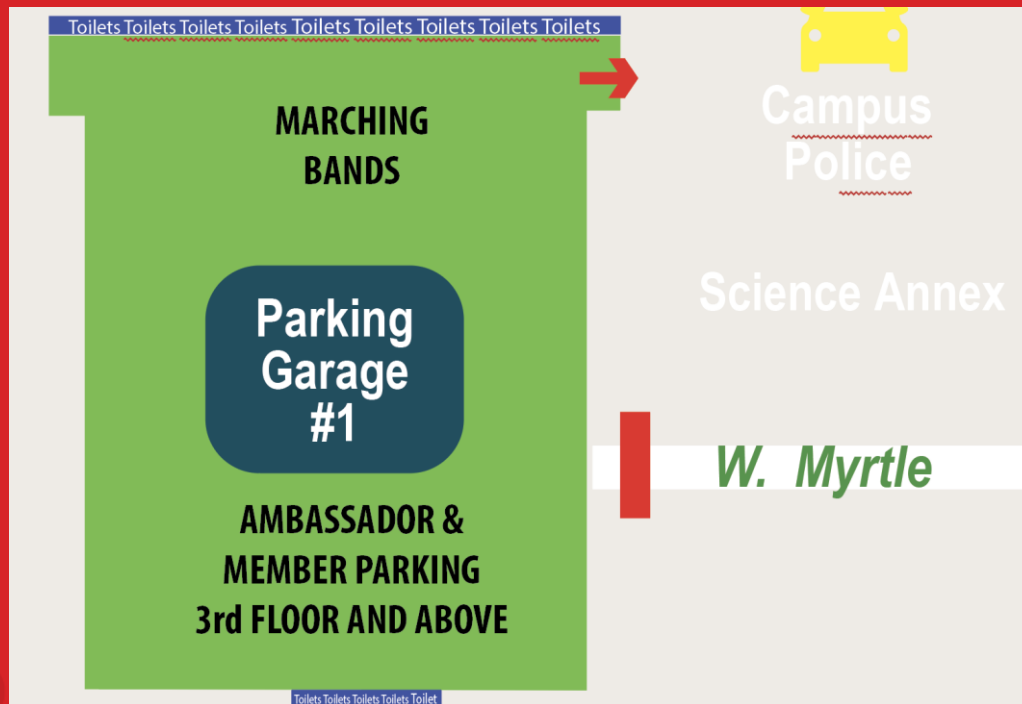 Toilets Toilets Toilets Toilets Toilets Toilets Toilets Toilets Toilets
MARCHING
BANDS
Campus
Police
Science Annex
Parking
Garage
#1
W. Myrtle
AMBASSADOR &
MEMBER PARKING
3rd FLOOR AND ABOVE
Toilets Toilets Toilets Toilets Toilet